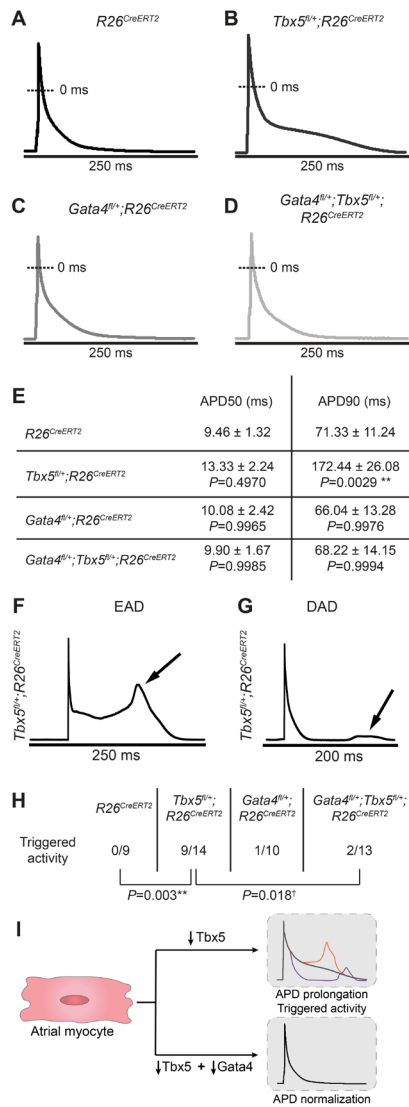 A
R26CreERT2
0 ms
250 ms
B
Tbx5fl/+;R26CreERT2
0 ms
250 ms
C
Gata4fl/+;R26CreERT2
0 ms
250 ms
D
Gata4fl/+;Tbx5fl/+;
R26CreERT2
0 ms
250 ms
E
APD50 (ms) APD90 (ms)
R26CreERT2 9.46 ± 1.32 71.33 ± 11.24
Tbx5fl/+;R26CreERT2 13.33 ± 2.24 172.44 ± 26.08
P=0.4970 P=0.0029 **
Gata4fl/+;R26CreERT2 10.08 ± 2.42 66.04 ± 13.28
P=0.9965 P=0.9976
Gata4fl/+;Tbx5fl/+;R26CreERT2 9.90 ± 1.67 68.22 ± 14.15
P=0.9985 P=0.9994
F
EAD
Tbx5fl/+;R26CreERT2
250 ms
G
DAD
Tbx5fl/+;R26CreERT2
200 ms
H
R26CreERT2 Tbx5fl/+; Gata4fl/+; Gata4fl/+;Tbx5fl/+;
R26CreERT2 R26CreERT2 R26CreERT2
Triggered
activity
0/9 9/14 1/10 2/13
P=0.003** P=0.018†
I
Atrial myocyte
↓Tbx5
APD prolongation
Triggered activity
↓Tbx5 + ↓Gata4
APD normalization